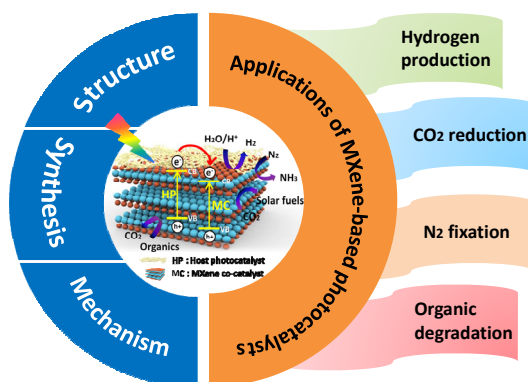 Structure
Synthesis
Mechanism
Applications of MXene-based photocatalysts
Hydrogen
production
CO2 reduction
N2 fixation
Organic
degradation
H2O/H+
H2
N2
NH3
e-
e-
CB
CB
HP
MC
Solar fuels
CO2
VB
VB
h+
h+
CO2
Organics
HP : Host photocatalyst
MC : MXene co-catalyst